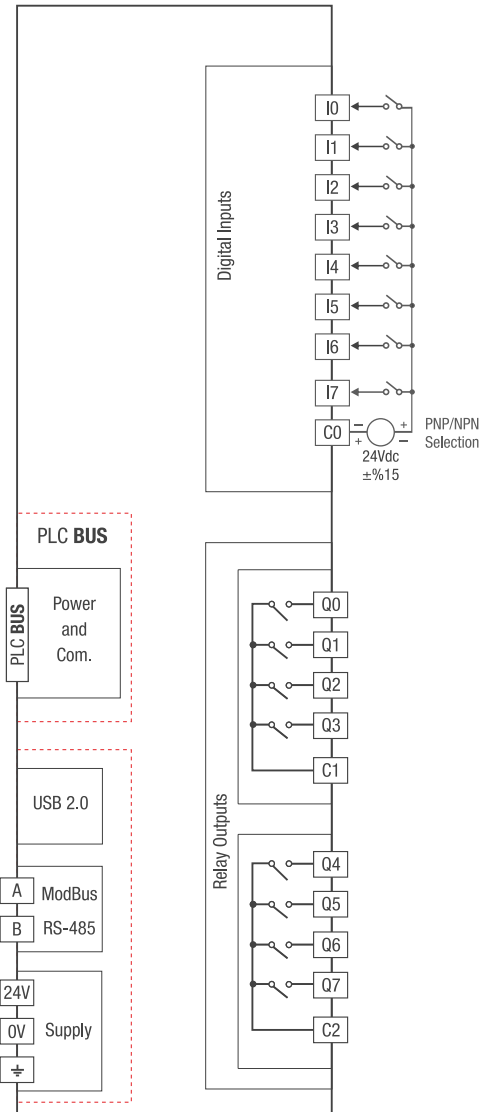 Digital Inputs
I0
I1
I2
I3
I4
I5
I6
I7
C0
− +
+ −
24Vdc
±%15
PNP/NPN
Selection
PLC BUS
PLC BUS
Power
and
Com.
USB 2.0
A
B
ModBus
RS-485
24V
0V
Supply
Relay Outputs
Q0
Q1
Q2
Q3
C1
Q4
Q5
Q6
Q7
C2